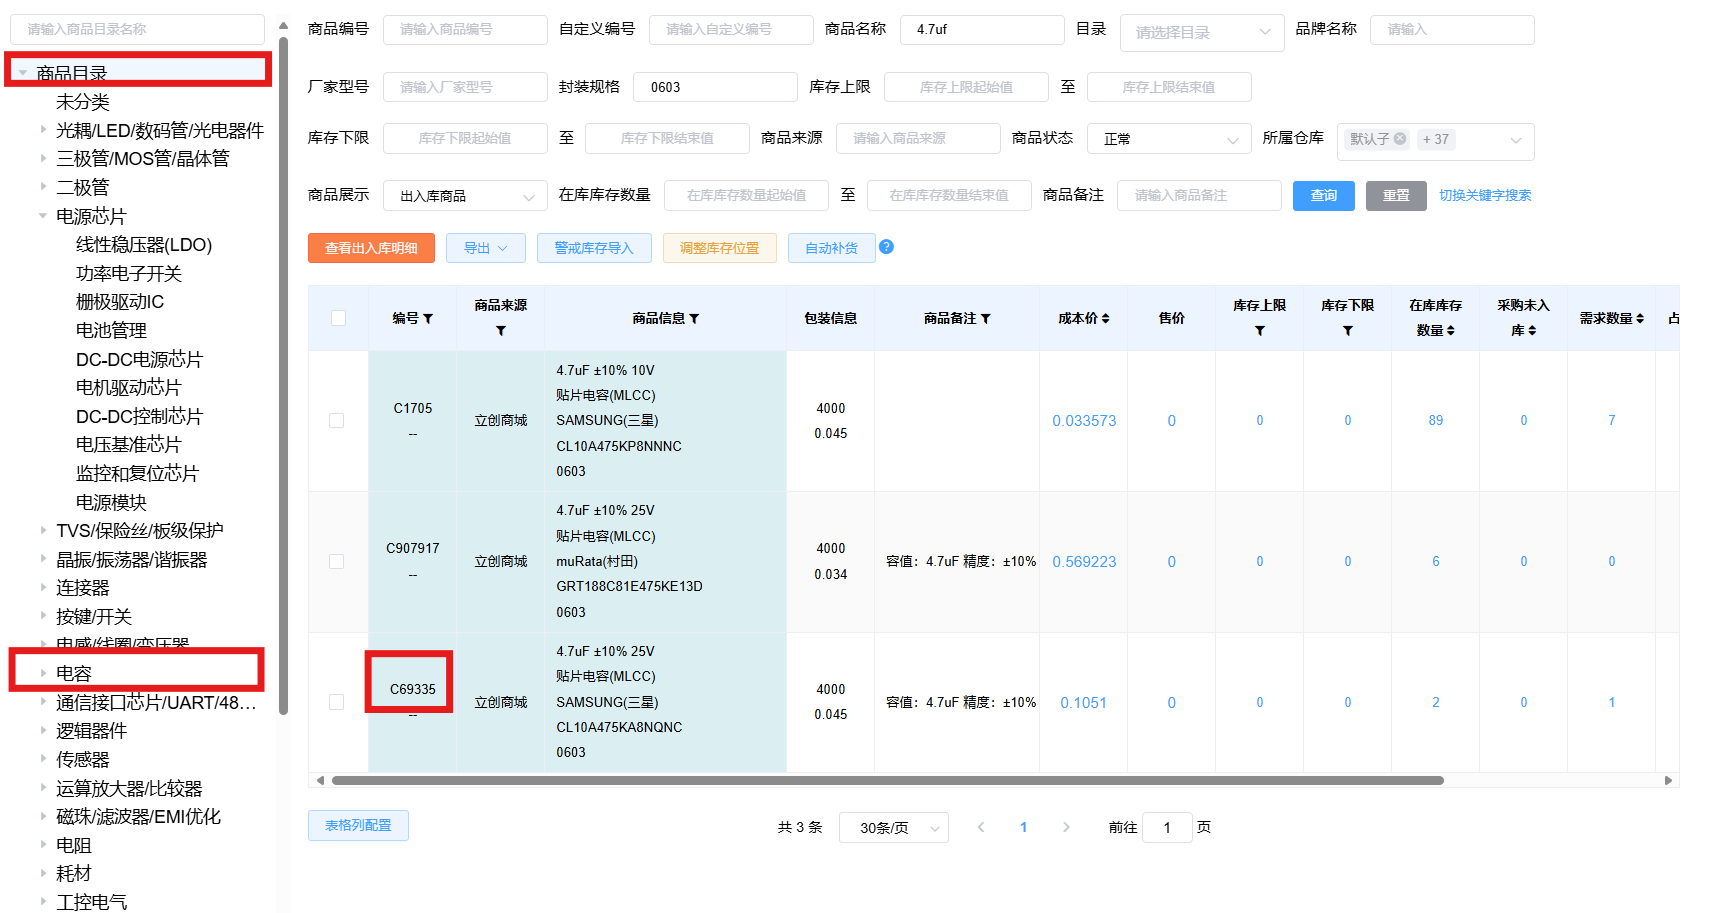 请输入商品目录名称
商品目录
未分类
光耦/LED/数码管/光电器件
三极管/MOS管/晶体管
二极管
电源芯片
线性稳压器(LDO)
功率电子开关
栅极驱动IC
电池管理
DC-DC电源芯片
电机驱动芯片
DC-DC控制芯片
电压基准芯片
监控和复位芯片
电源模块
TVS/保险丝/板级保护
晶振/振荡器/谐振器
连接器
按键/开关
电感/线圈/变压器
电容
通信接口芯片/UART/48...
逻辑器件
传感器
运算放大器/比较器
磁珠/滤波器/EMI优化
电阻
耗材
工控电气
商品编号 请输入商品编号 自定义编号 请输入自定义编号 商品名称 4.7uf 目录 请选择目录 品牌名称 请输入
厂家型号 请输入厂家型号 封装规格 0603 库存上限 库存上限起始值 至 库存上限结束值
库存下限 库存下限起始值 至 库存下限结束值 商品来源 请输入商品来源 商品状态 正常 所属仓库 默认子 + 37
商品展示 出入库商品 在库库存数量 在库库存数量起始值 至 在库库存数量结束值 商品备注 请输入商品备注 查询 重置 切换关键字搜索
查看出入库明细 导出 警戒库存导入 调整库存位置 自动补货 ?
编号 商品来源 商品信息 包装信息 商品备注 成本价 售价 库存上限 库存下限 在库库存数量 采购未入库 需求数量 占
C1705
--
立创商城
4.7uF ±10% 10V
贴片电容(MLCC)
SAMSUNG(三星)
CL10A475KP8NNNC
0603
4000
0.045
0.033573 0 0 0 89 0 7
C907917
--
立创商城
4.7uF ±10% 25V
贴片电容(MLCC)
muRata(村田)
GRT188C81E475KE13D
0603
4000
0.034
容值：4.7uF 精度：±10% 0.569223 0 0 0 6 0 0
C69335
--
立创商城
4.7uF ±10% 25V
贴片电容(MLCC)
SAMSUNG(三星)
CL10A475KA8NQNC
0603
4000
0.045
容值：4.7uF 精度：±10% 0.1051 0 0 0 2 0 1
表格列配置 共 3 条 30条/页 1 前往 1 页